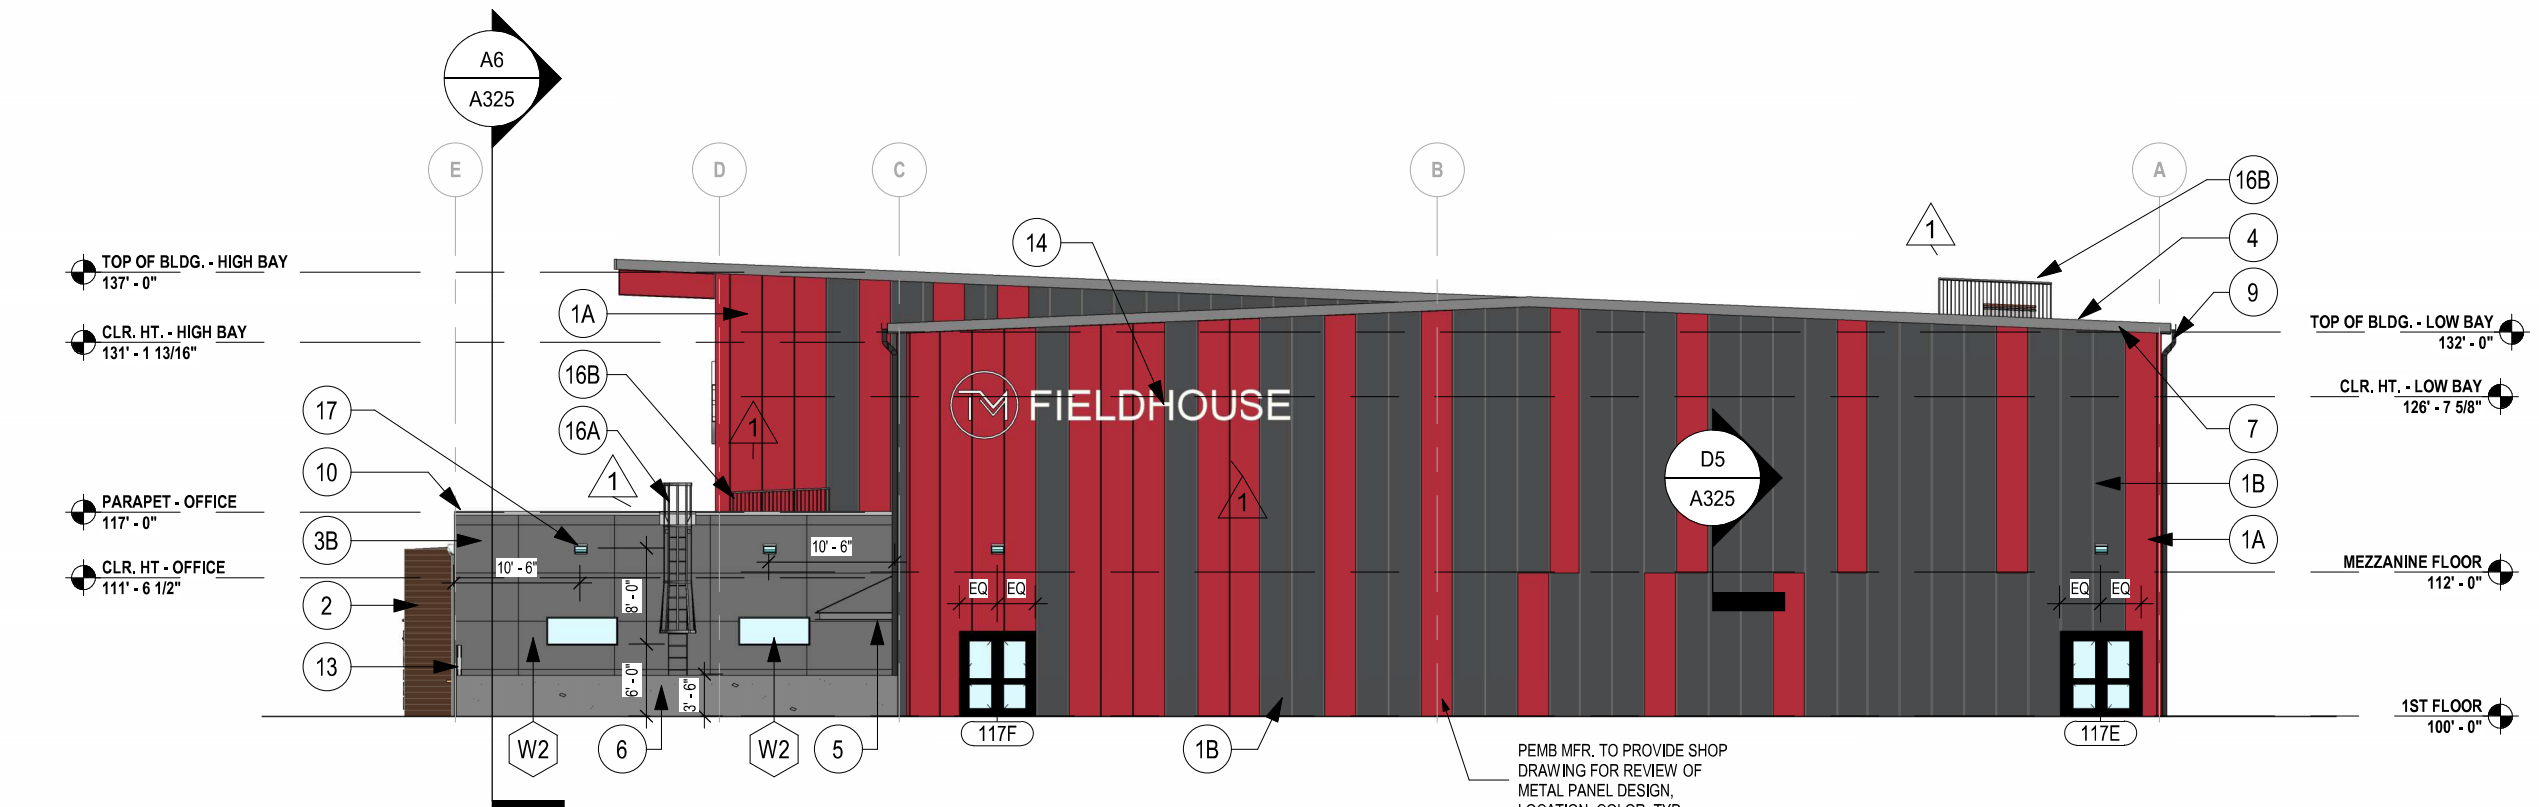 A6
A325
E
D
C
B
A
16B
1
4
14
9
TOP OF BLDG. - HIGH BAY
137' - 0"
1A
TOP OF BLDG. - LOW BAY
132' - 0"
CLR. HT. - HIGH BAY
131' - 1 13/16"
16B
CLR. HT. - LOW BAY
126' - 7 5/8"
17
TM FIELDHOUSE
16A
1
7
10
1
D5
A325
1B
PARAPET - OFFICE
117' - 0"
1
3B
1A
10' - 6"
10' - 6"
CLR. HT - OFFICE
111' - 6 1/2"
MEZZANINE FLOOR
112' - 0"
2
8' - 0"
EQ
EQ
EQ
EQ
13
6' - 0"
3' - 6"
1ST FLOOR
100' - 0"
W2
6
W2
5
117F
1B
117E
PEMB MFR. TO PROVIDE SHOP
DRAWING FOR REVIEW OF
METAL PANEL DESIGN,
LOCATION, COLOR, TYP.